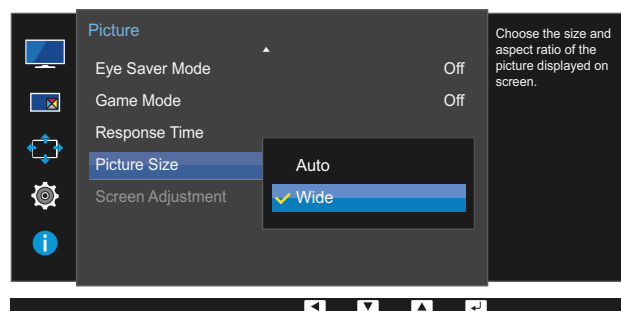 Picture
Eye Saver Mode Off
Game Mode Off
Response Time
Picture Size
Auto
Wide
Screen Adjustment
Choose the size and
aspect ratio of the
picture displayed on
screen.